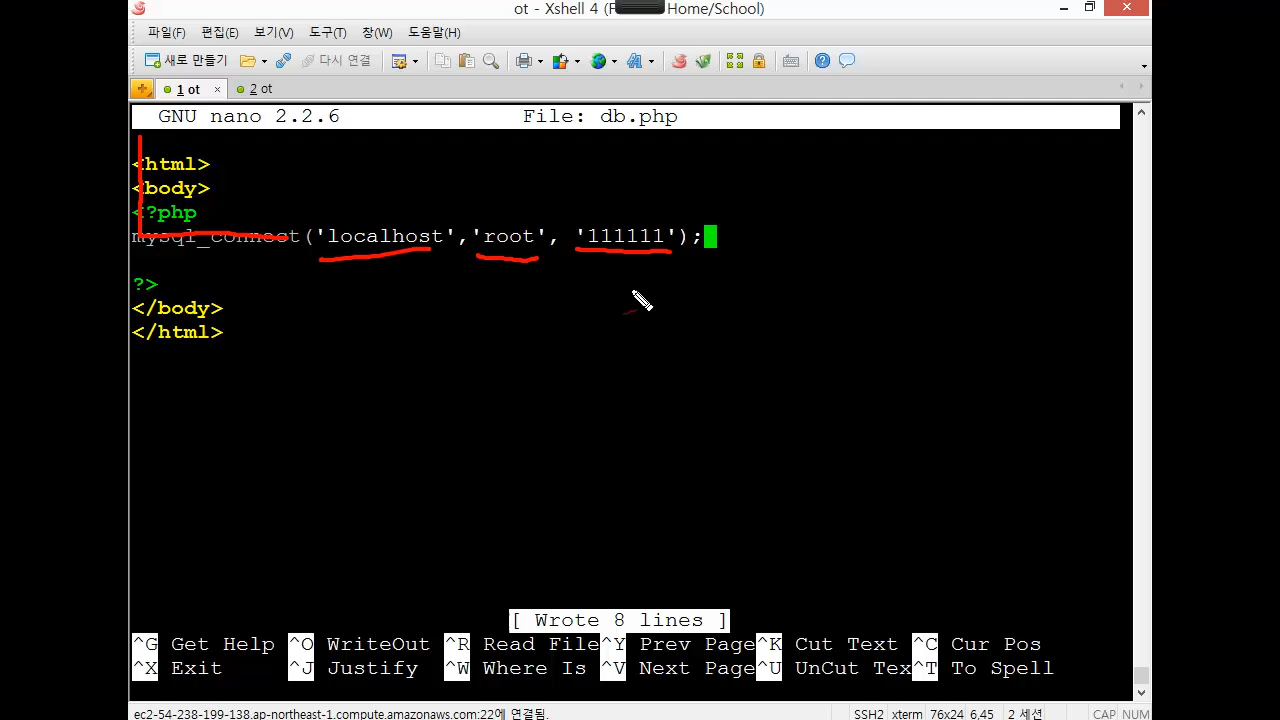 ot - Xshell 4 (F Home/School)
파일(F) 편집(E) 보기(V) 도구(T) 창(W) 도움말(H)
새로 만들기 다시 연결
1 ot × 2 ot
GNU nano 2.2.6 File: db.php
<html>
<body>
<?php
mysql_connect('localhost','root', '111111');
?>
</body>
</html>
[ Wrote 8 lines ]
^G Get Help ^O WriteOut ^R Read File ^Y Prev Page ^K Cut Text ^C Cur Pos
^X Exit ^J Justify ^W Where Is ^V Next Page ^U UnCut Tex ^T To Spell
ec2-54-238-199-138.ap-northeast-1.compute.amazonaws.com:22에 연결됨. SSH2 xterm 76x24 6,45 2 세션 CAP NUM